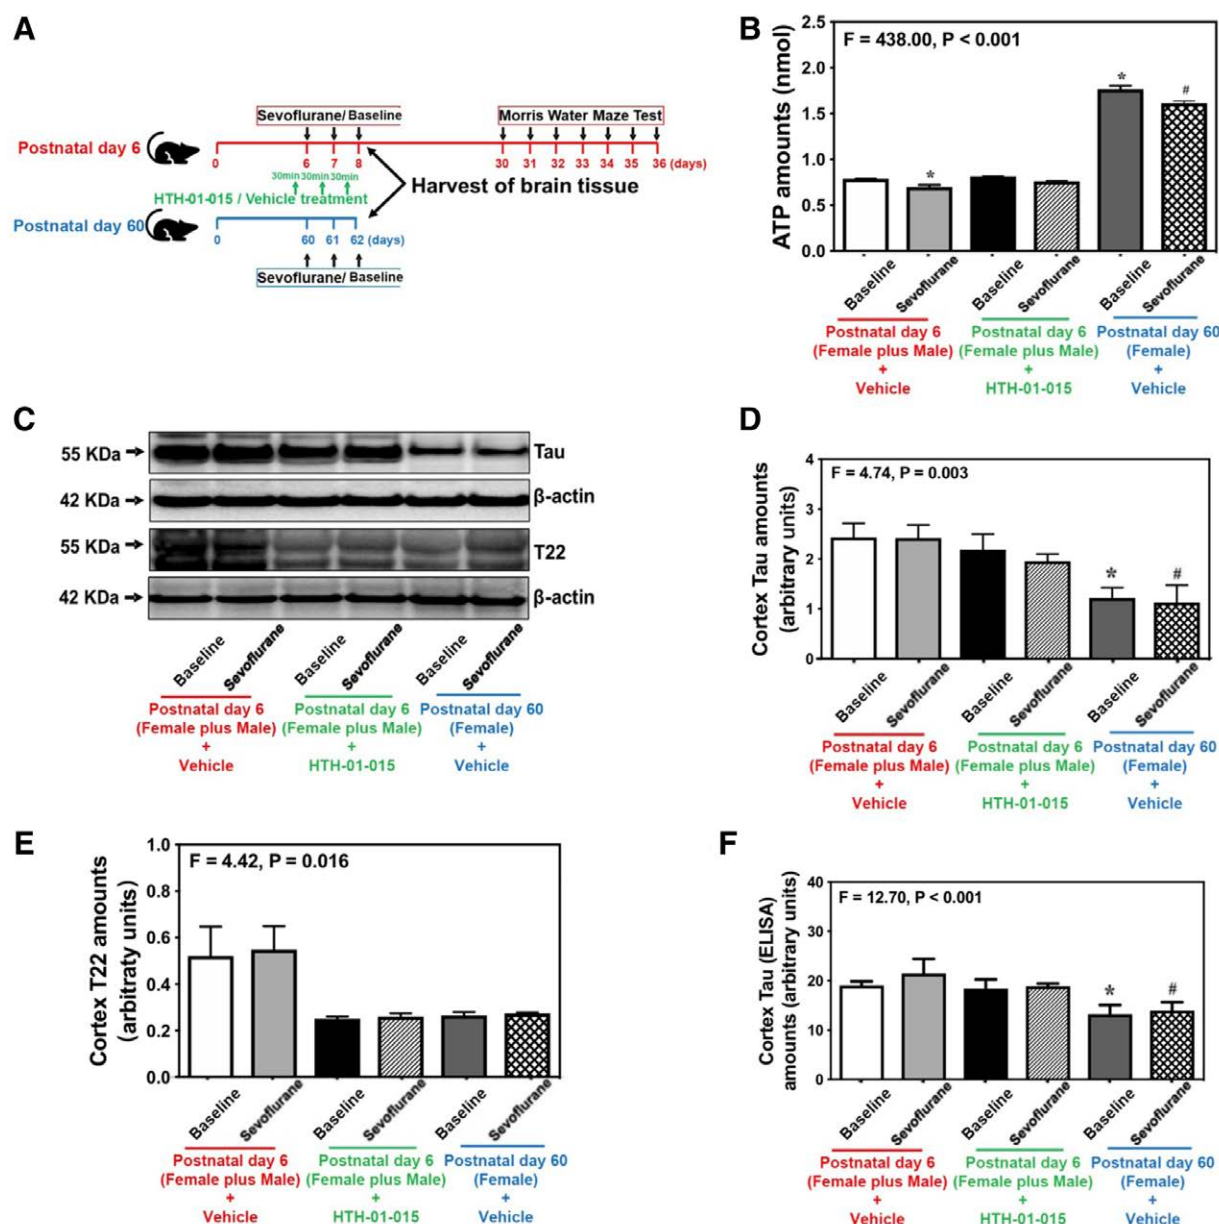 A
Sevoflurane/ Baseline
Morris Water Maze Test
Postnatal day 6
0 6 7 8 30 31 32 33 34 35 36 (days)
30min 30min 30min
HTH-01-015 / Vehicle treatment
Harvest of brain tissue
Postnatal day 60
0 60 61 62 (days)
Sevoflurane/ Baseline
B
F = 438.00, P < 0.001
ATP amounts (nmol)
2.5
2.0
1.5
1.0
0.5
0.0
* * #
Baseline Sevoflurane Baseline Sevoflurane Baseline Sevoflurane
Postnatal day 6 Postnatal day 6 Postnatal day 60
(Female plus Male) (Female plus Male) (Female)
+ + +
Vehicle HTH-01-015 Vehicle
C
55 KDa Tau
42 KDa β-actin
55 KDa T22
42 KDa β-actin
Baseline Sevoflurane Baseline Sevoflurane Baseline Sevoflurane
Postnatal day 6 Postnatal day 6 Postnatal day 60
(Female plus Male) (Female plus Male) (Female)
+ + +
Vehicle HTH-01-015 Vehicle
D
F = 4.74, P = 0.003
Cortex Tau amounts
(arbitrary units)
4
3
2
1
0
* #
Baseline Sevoflurane Baseline Sevoflurane Baseline Sevoflurane
Postnatal day 6 Postnatal day 6 Postnatal day 60
(Female plus Male) (Female plus Male) (Female)
+ + +
Vehicle HTH-01-015 Vehicle
E
F = 4.42, P = 0.016
Cortex T22 amounts
(arbitraty units)
1.0
0.8
0.6
0.4
0.2
0.0
Baseline Sevoflurane Baseline Sevoflurane Baseline Sevoflurane
Postnatal day 6 Postnatal day 6 Postnatal day 60
(Female plus Male) (Female plus Male) (Female)
+ + +
Vehicle HTH-01-015 Vehicle
F
F = 12.70, P < 0.001
Cortex Tau (ELISA)
amounts (arbitrary units)
40
30
20
10
0
* #
Baseline Sevoflurane Baseline Sevoflurane Baseline Sevoflurane
Postnatal day 6 Postnatal day 6 Postnatal day 60
(Female plus Male) (Female plus Male) (Female)
+ + +
Vehicle HTH-01-015 Vehicle